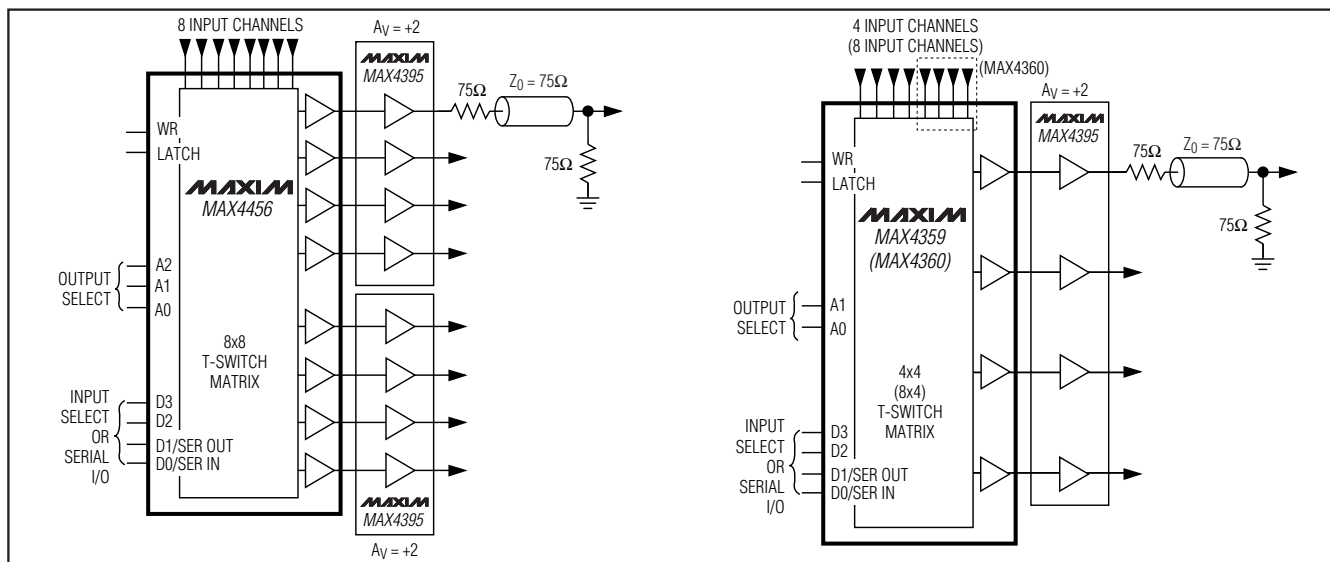 8 INPUT CHANNELS
AV = +2
MAXIM
MAX4395
75Ω
Z0 = 75Ω
75Ω
WR
LATCH
MAXIM
MAX4456
OUTPUT
SELECT
A2
A1
A0
8x8
T-SWITCH
MATRIX
INPUT
SELECT
OR
SERIAL
I/O
D3
D2
D1/SER OUT
D0/SER IN
MAXIM
MAX4395
AV = +2
4 INPUT CHANNELS
(8 INPUT CHANNELS)
(MAX4360)
AV = +2
MAXIM
MAX4395
75Ω
Z0 = 75Ω
75Ω
WR
LATCH
MAXIM
MAX4359
(MAX4360)
OUTPUT
SELECT
A1
A0
4x4
(8x4)
T-SWITCH
MATRIX
INPUT
SELECT
OR
SERIAL
I/O
D3
D2
D1/SER OUT
D0/SER IN